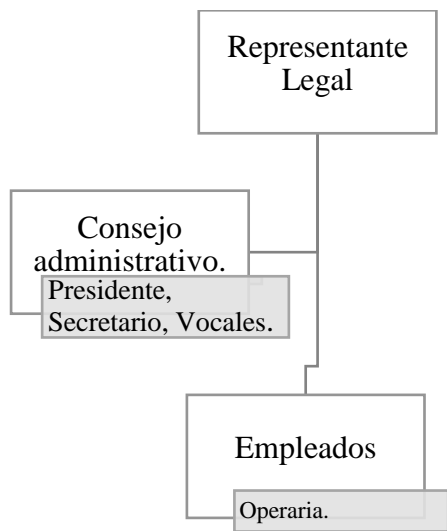 Representante
Legal
Consejo
administrativo.
Presidente,
Secretario, Vocales.
Empleados
Operaria.